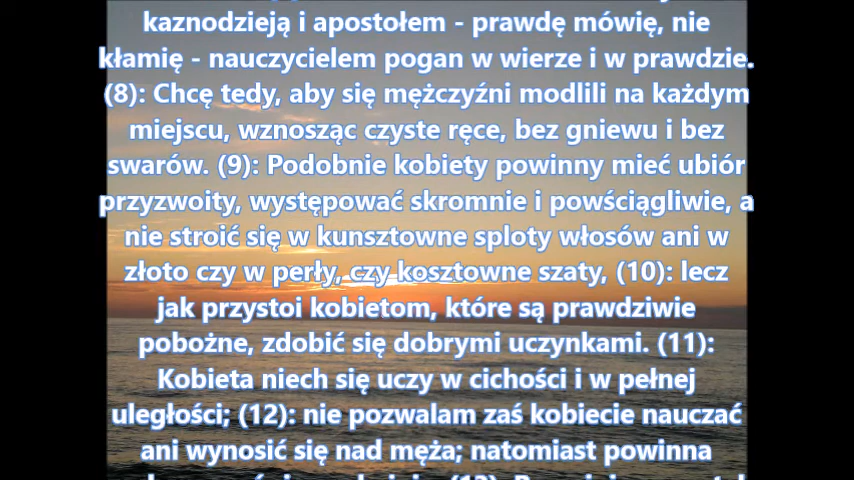 kaznodzieją i apostołem - prawdę mówię, nie
kłamię - nauczycielem pogan w wierze i w prawdzie.
(8): Chcę tedy, aby się mężczyźni modlili na każdym
miejscu, wznosząc czyste ręce, bez gniewu i bez
swarów. (9): Podobnie kobiety powinny mieć ubiór
przyzwoity, występować skromnie i powściągliwie, a
nie stroić się w kunsztowne sploty włosów ani w
złoto czy w perły, czy kosztowne szaty, (10): lecz
jak przystoi kobietom, które są prawdziwie
pobożne, zdobić się dobrymi uczynkami. (11):
Kobieta niech się uczy w cichości i w pełnej
uległości; (12): nie pozwalam zaś kobiecie nauczać
ani wynosić się nad męża; natomiast powinna